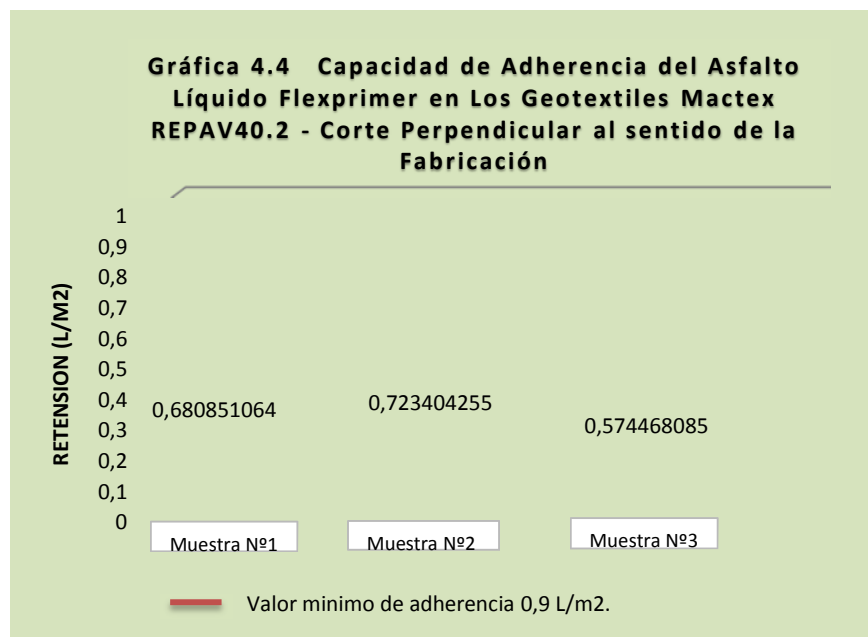 Gráfica 4.4 Capacidad de Adherencia del Asfalto
Líquido Flexprimer en Los Geotextiles Mactex
REPAV40.2 - Corte Perpendicular al sentido de la
Fabricación
RETENSION (L/M2)
1
0,9
0,8
0,7
0,6
0,5
0,4
0,3
0,2
0,1
0
0,680851064
0,723404255
0,574468085
Muestra Nº1
Muestra Nº2
Muestra Nº3
Valor minimo de adherencia 0,9 L/m2.